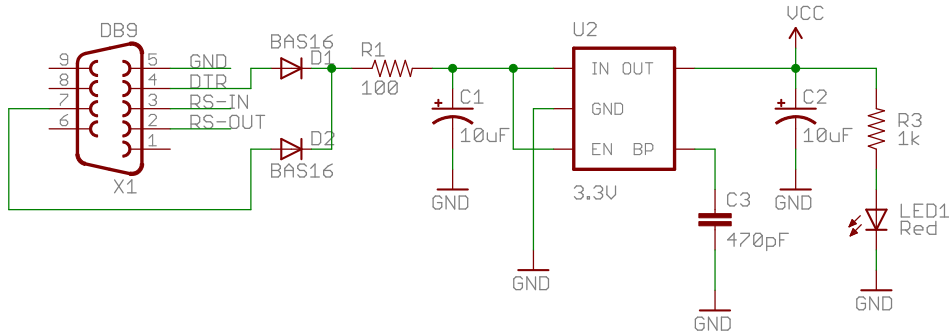 DB9
9
8
7
6
5
4
3
2
1
GND
DTR
RS-IN
RS-OUT
X1
BAS16
D1
D2
BAS16
R1
100
C1
10uF
GND
U2
IN OUT
GND
EN BP
3.3V
GND
C3
470pF
GND
VCC
C2
10uF
GND
R3
1k
LED1
Red
GND